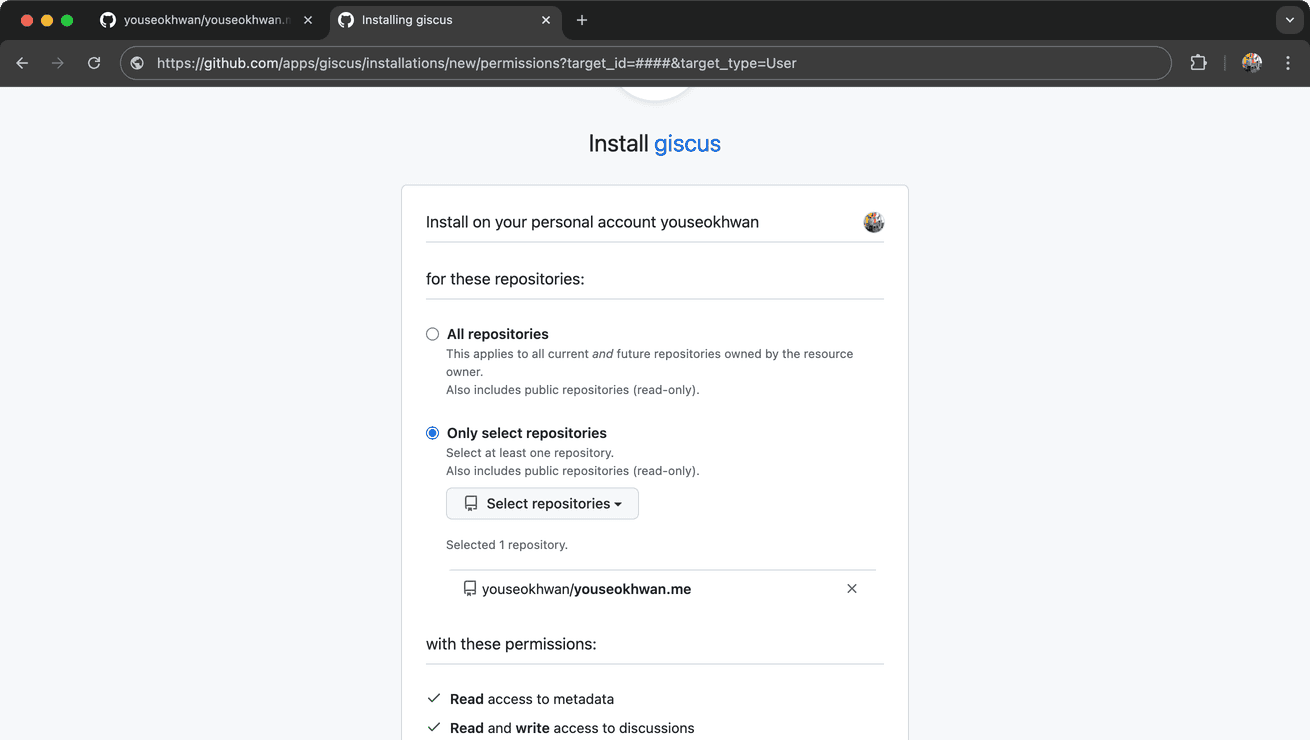 youseokhwan/youseokhwan.n
Installing giscus
https://github.com/apps/giscus/installations/new/permissions?target_id=####&target_type=User
Install giscus
Install on your personal account youseokhwan
for these repositories:
All repositories
This applies to all current and future repositories owned by the resource
owner.
Also includes public repositories (read-only).
Only select repositories
Select at least one repository.
Also includes public repositories (read-only).
Select repositories
Selected 1 repository.
youseokhwan/youseokhwan.me
with these permissions:
Read access to metadata
Read and write access to discussions